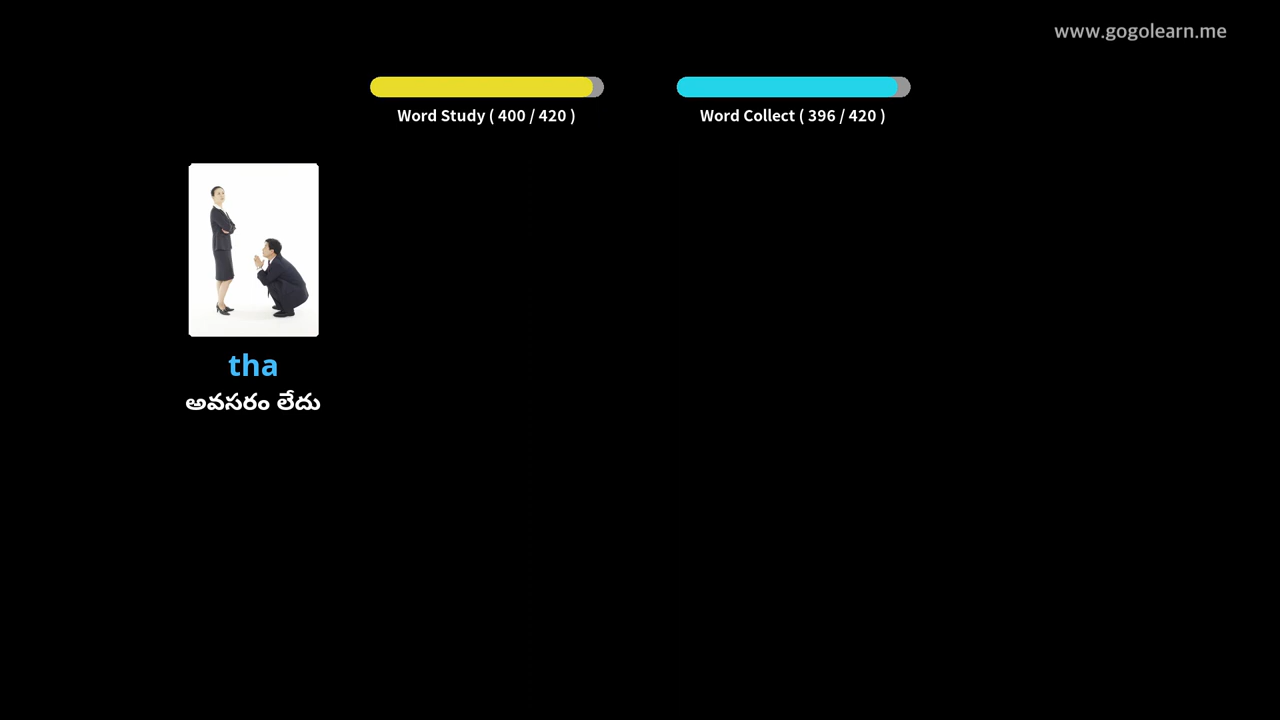 www.gogolearn.me
Word Study ( 400 / 420 )
Word Collect ( 396 / 420 )
tha
అవసరం లేదు